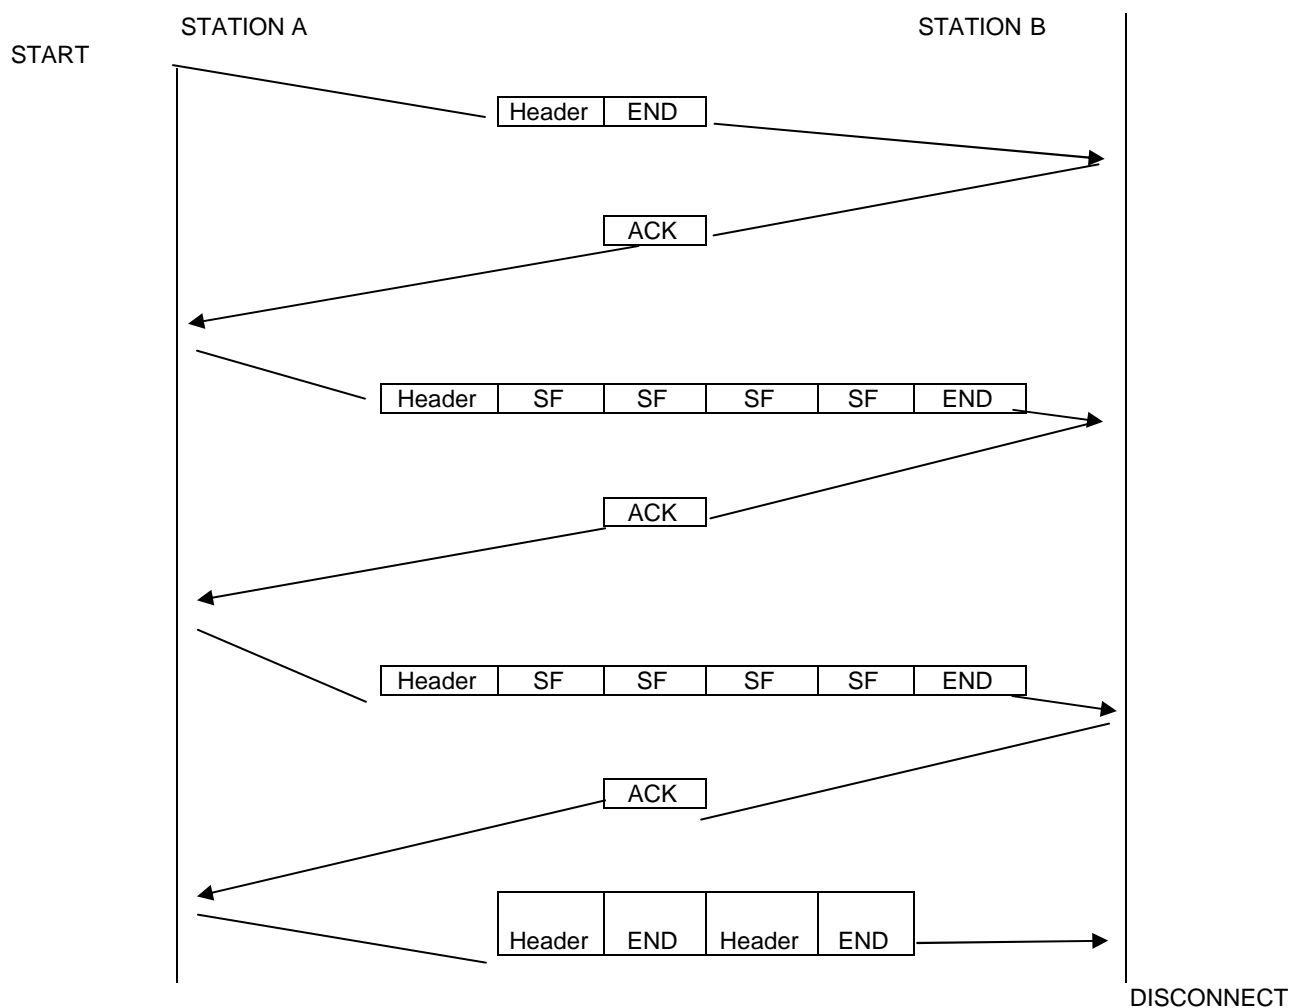 STATION A STATION B
START
Header END
ACK
Header SF SF SF SF END
ACK
Header SF SF SF SF END
ACK
Header END Header END
DISCONNECT